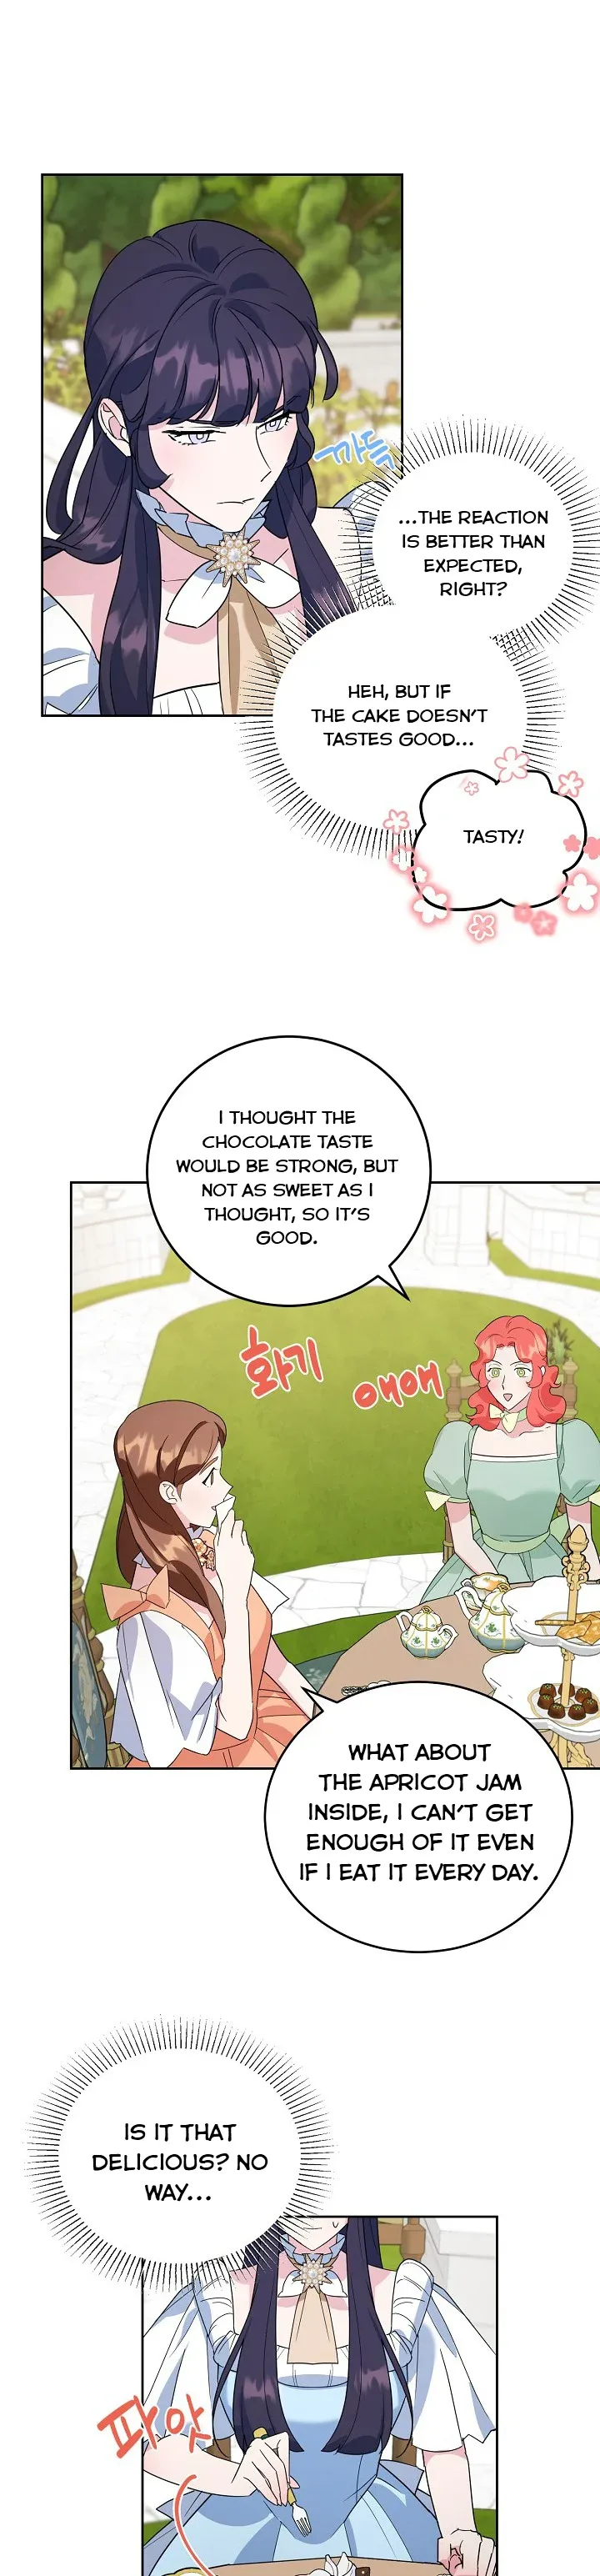 까득
...THE REACTION
IS BETTER THAN
EXPECTED,
RIGHT?
HEH, BUT IF
THE CAKE DOESN'T
TASTES GOOD...
TASTY!
I THOUGHT THE
CHOCOLATE TASTE
WOULD BE STRONG, BUT
NOT AS SWEET AS I
THOUGHT, SO IT'S
GOOD.
화기
애애
WHAT ABOUT
THE APRICOT JAM
INSIDE, I CAN'T GET
ENOUGH OF IT EVEN
IF I EAT IT EVERY DAY.
IS IT THAT
DELICIOUS? NO
WAY...
파앗